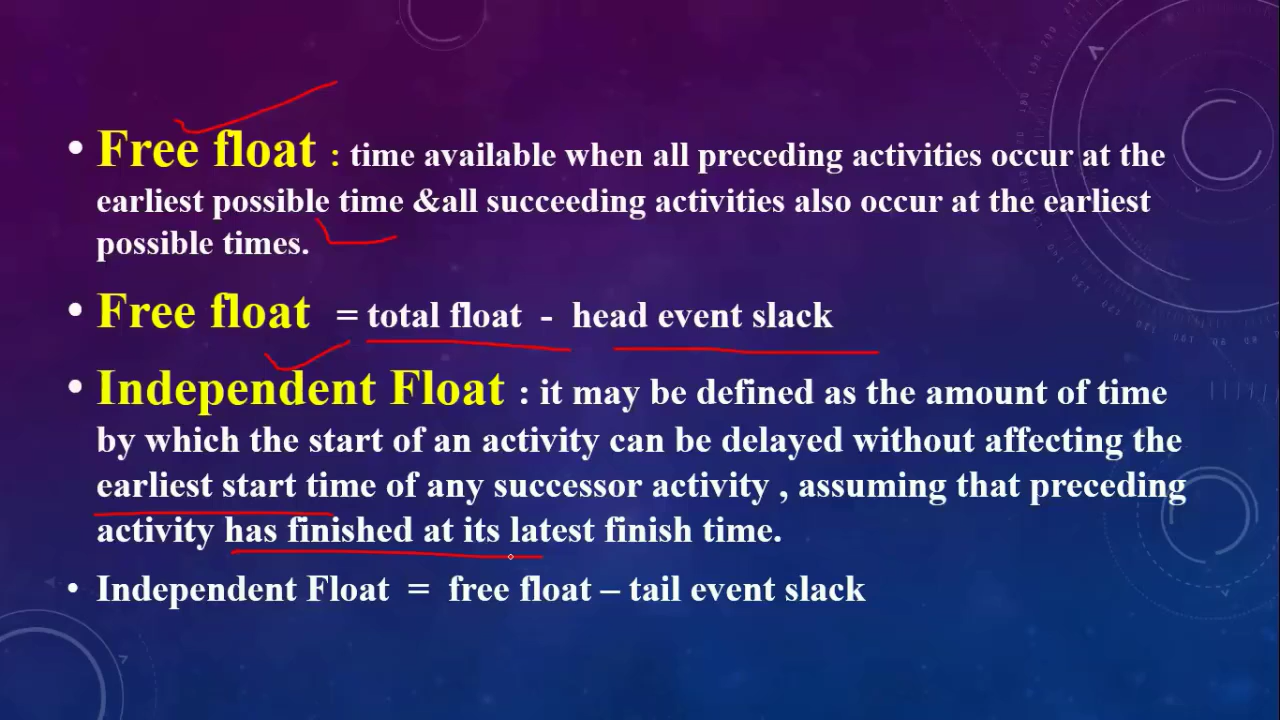 • Free float : time available when all preceding activities occur at the
earliest possible time &all succeeding activities also occur at the earliest
possible times.
• Free float = total float - head event slack
• Independent Float : it may be defined as the amount of time
by which the start of an activity can be delayed without affecting the
earliest start time of any successor activity , assuming that preceding
activity has finished at its latest finish time.
• Independent Float = free float – tail event slack